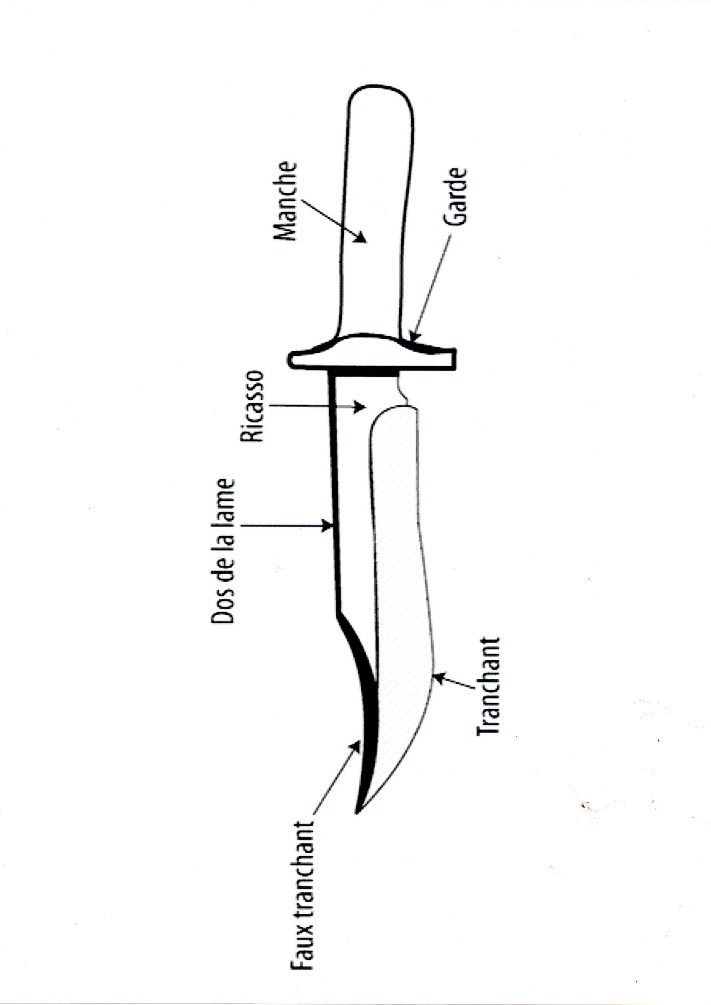 Faux tranchant
Dos de la lame
Ricasso
Manche
Tranchant
Garde